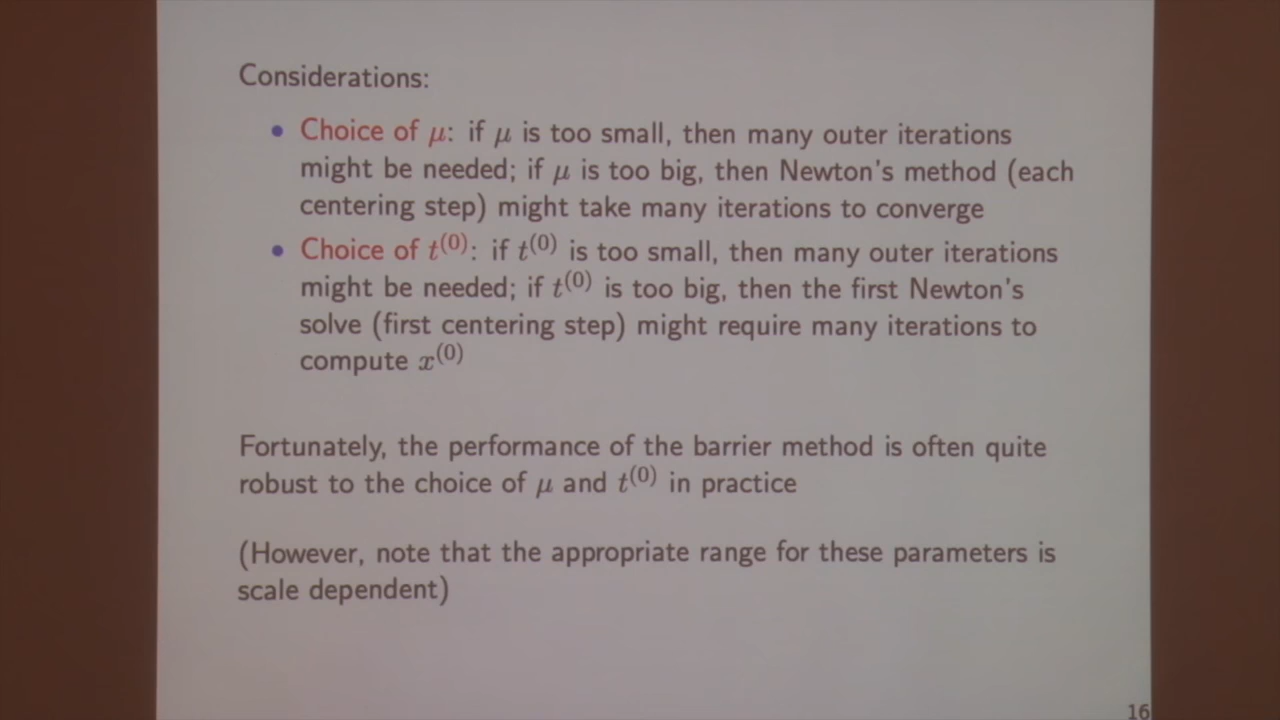 Considerations:
• Choice of μ: if μ is too small, then many outer iterations
might be needed; if μ is too big, then Newton's method (each
centering step) might take many iterations to converge
• Choice of t^(0): if t^(0) is too small, then many outer iterations
might be needed; if t^(0) is too big, then the first Newton's
solve (first centering step) might require many iterations to
compute x^(0)
Fortunately, the performance of the barrier method is often quite
robust to the choice of μ and t^(0) in practice
(However, note that the appropriate range for these parameters is
scale dependent)
16